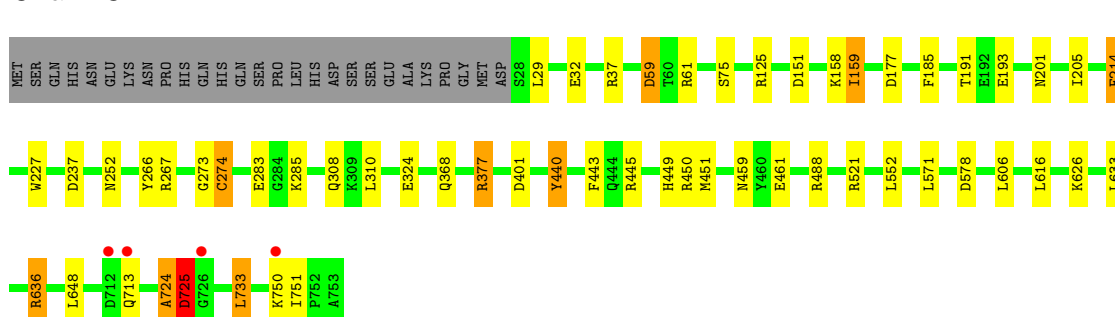 MET SER GLN HIS ASN GLU LYS ASN PRO HIS GLN HIS GLN SER PRO LEU HIS ASP SER SER GLU ALA LYS PRO GLY MET ASP S28 L29 E32 R37 D59 T60 R61 S75 R125 D151 K158 I159 D177 F185 T191 E192 E193 N201 I205
W227 D237 N252 Y266 R267 G273 C274 E283 G284 K285 Q308 K309 L310 E324 Q368 R377 D401 Y440 F443 Q444 R445 H449 R450 M451 N459 Y460 E461 R488 R521 L552 L571 D578 L606 L616 K626
R636 L648 D712 Q713 A724 D725 G726 L733 K750 I751 P752 A753